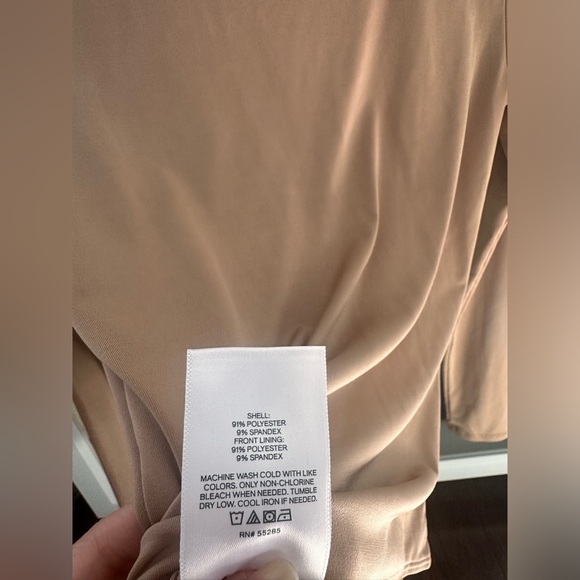 SHELL:
91% POLYESTER
9% SPANDEX
FRONT LINING:
91% POLYESTER
9% SPANDEX
MACHINE WASH COLD WITH LIKE
COLORS. ONLY NON-CHLORINE
BLEACH WHEN NEEDED. TUMBLE
DRY LOW. COOL IRON IF NEEDED.
RN# 55285